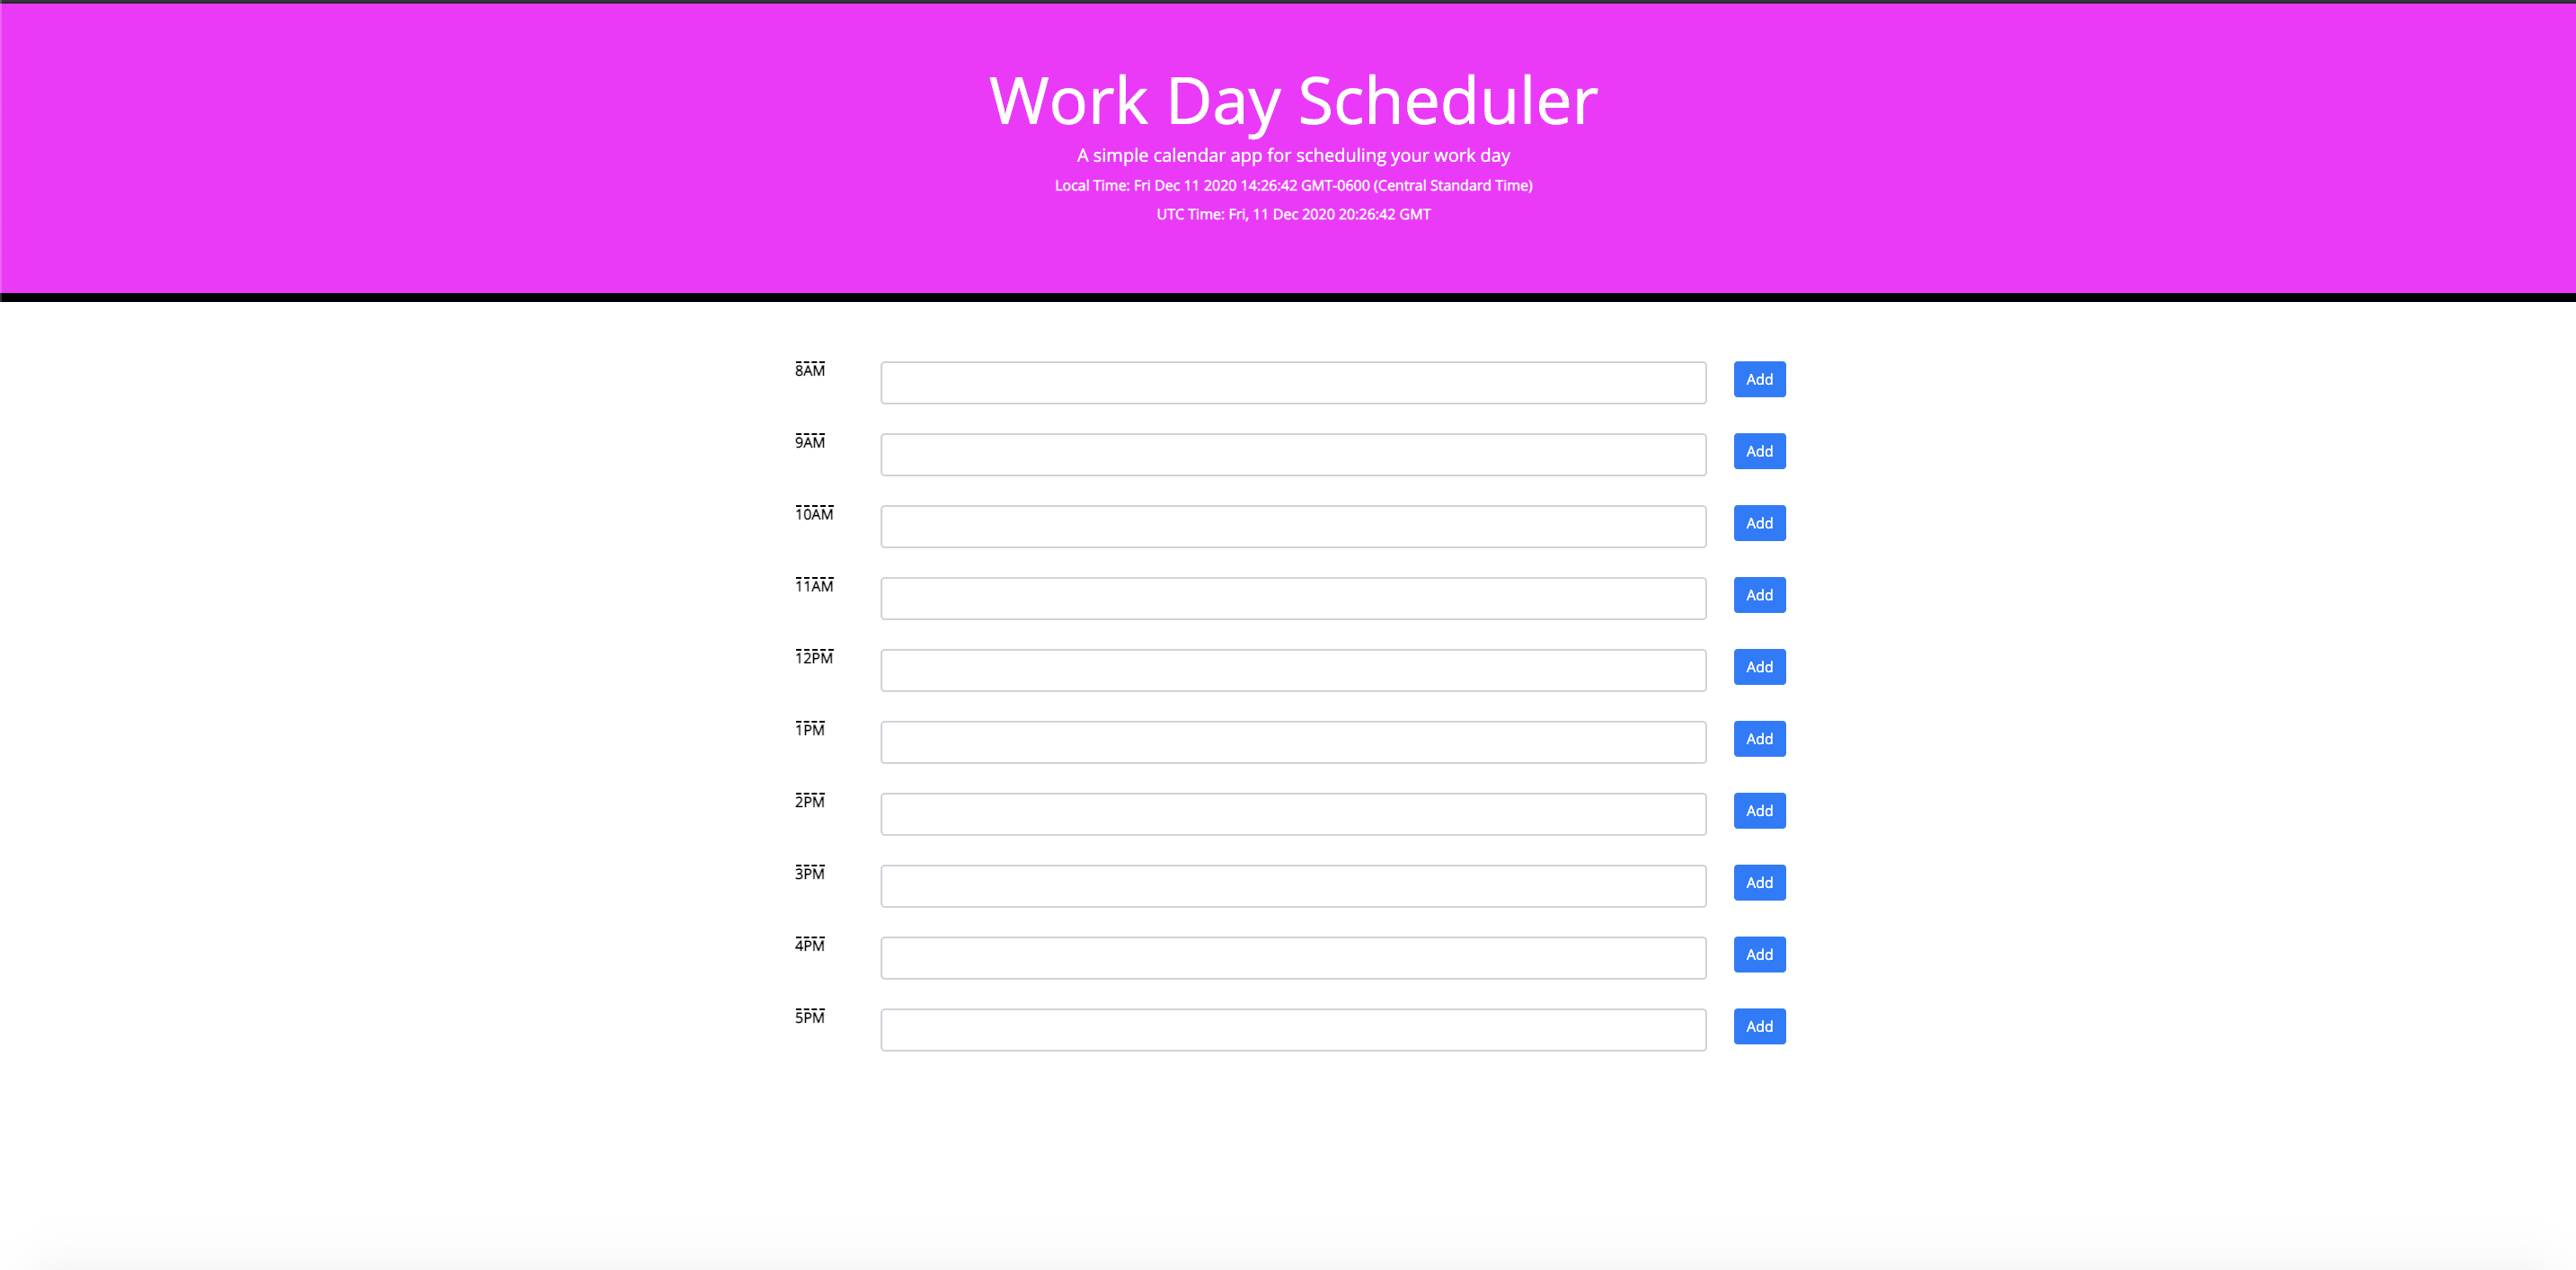 Work Day Scheduler
A simple calendar app for scheduling your work day
Local Time: Fri Dec 11 2020 14:26:42 GMT-0600 (Central Standard Time)
UTC Time: Fri, 11 Dec 2020 20:26:42 GMT
8AM Add
9AM Add
10AM Add
11AM Add
12PM Add
1PM Add
2PM Add
3PM Add
4PM Add
5PM Add